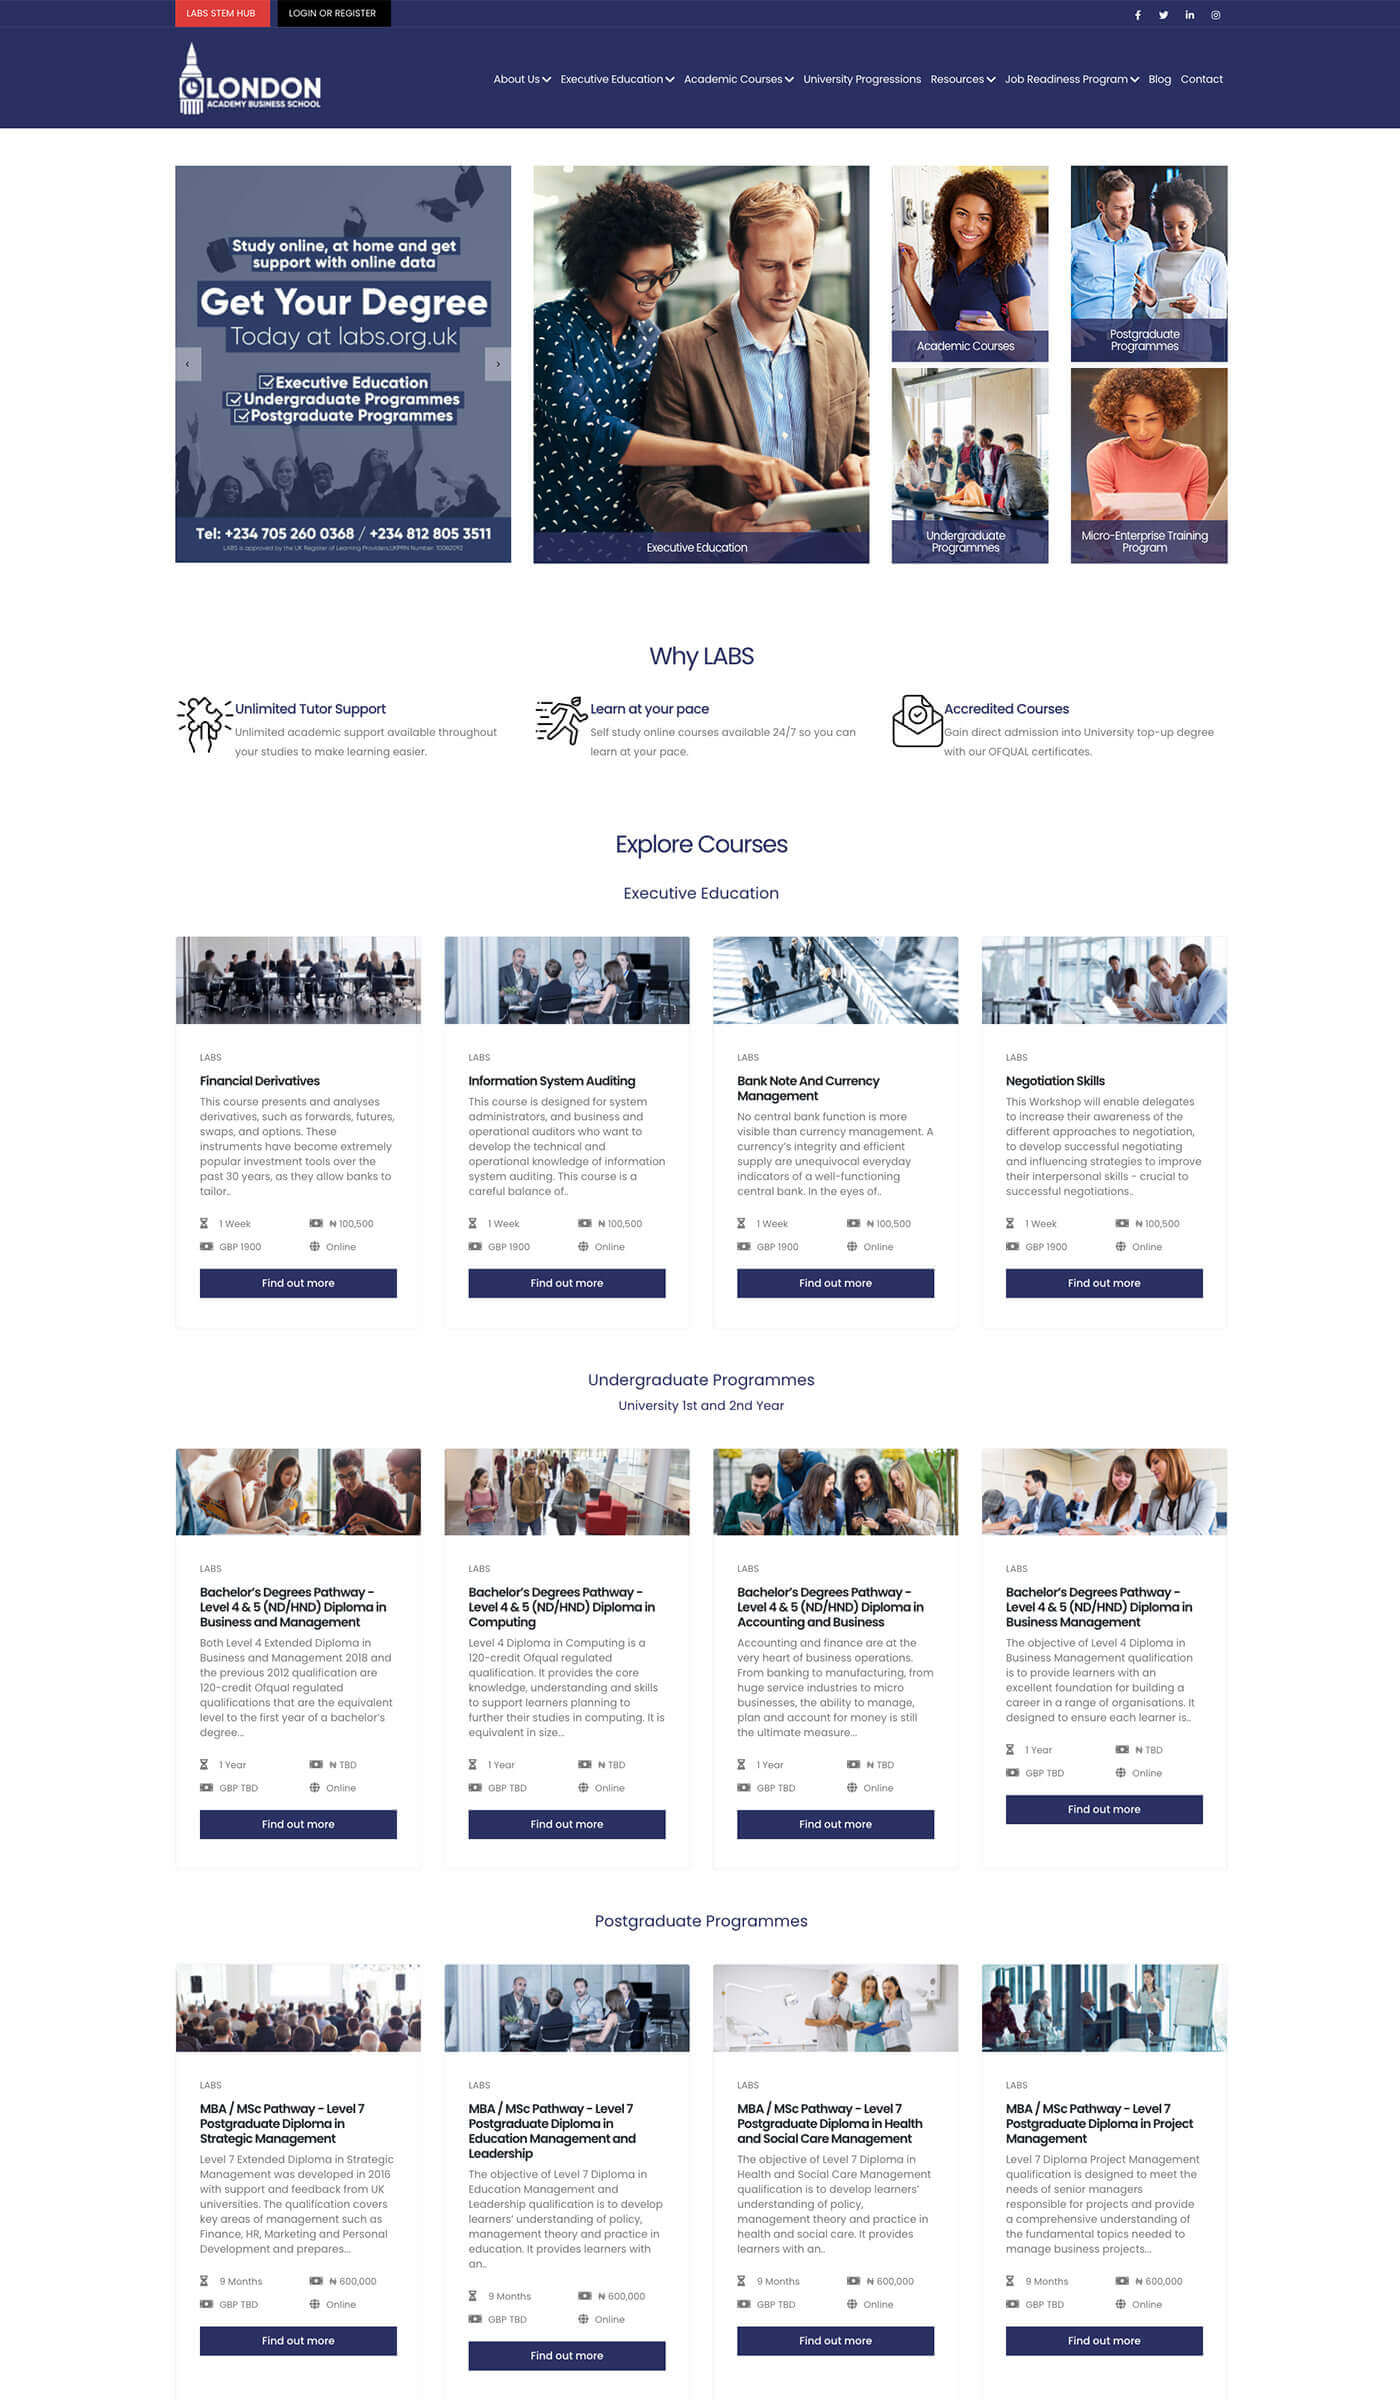 LABS STEM HUB
LOGIN OR REGISTER
LONDON
ACADEMY BUSINESS SCHOOL
About Us
Executive Education
Academic Courses
University Progressions
Resources
Job Readiness Program
Blog
Contact
Study online, at home and get
support with online data
Get Your Degree
Today at labs.org.uk
Executive Education
Undergraduate Programmes
Postgraduate Programmes
Tel: +234 705 260 0368 / +234 812 805 3511
LABS is approved by the UK Register of Learning Providers,UKPRN Number: 10062092
Executive Education
Academic Courses
Postgraduate
Programmes
Undergraduate
Programmes
Micro-Enterprise Training
Program
Why LABS
Unlimited Tutor Support
Unlimited academic support available throughout
your studies to make learning easier.
Learn at your pace
Self study online courses available 24/7 so you can
learn at your pace.
Accredited Courses
Gain direct admission into University top-up degree
with our OFQUAL certificates.
Explore Courses
Executive Education
LABS
Financial Derivatives
This course presents and analyses
derivatives, such as forwards, futures,
swaps, and options. These
instruments have become extremely
popular investment tools over the
past 30 years, as they allow banks to
tailor..
1 Week
₦ 100,500
GBP 1900
Online
Find out more
LABS
Information System Auditing
This course is designed for system
administrators, and business and
operational auditors who want to
develop the technical and
operational knowledge of information
system auditing. This course is a
careful balance of..
1 Week
₦ 100,500
GBP 1900
Online
Find out more
LABS
Bank Note And Currency
Management
No central bank function is more
visible than currency management. A
currency's integrity and efficient
supply are unequivocal everyday
indicators of a well-functioning
central bank. In the eyes of..
1 Week
₦ 100,500
GBP 1900
Online
Find out more
LABS
Negotiation Skills
This Workshop will enable delegates
to increase their awareness of the
different approaches to negotiation,
to develop successful negotiating
and influencing strategies to improve
their interpersonal skills - crucial to
successful negotiations..
1 Week
₦ 100,500
GBP 1900
Online
Find out more
Undergraduate Programmes
University 1st and 2nd Year
LABS
Bachelor's Degrees Pathway -
Level 4 & 5 (ND/HND) Diploma in
Business and Management
Both Level 4 Extended Diploma in
Business and Management 2018 and
the previous 2012 qualification are
120-credit Ofqual regulated
qualifications that are the equivalent
level to the first year of a bachelor's
degree...
1 Year
₦ TBD
GBP TBD
Online
Find out more
LABS
Bachelor's Degrees Pathway -
Level 4 & 5 (ND/HND) Diploma in
Computing
Level 4 Diploma in Computing is a
120-credit Ofqual regulated
qualification. It provides the core
knowledge, understanding and skills
to support learners planning to
further their studies in computing. It is
equivalent in size...
1 Year
₦ TBD
GBP TBD
Online
Find out more
LABS
Bachelor's Degrees Pathway -
Level 4 & 5 (ND/HND) Diploma in
Accounting and Business
Accounting and finance are at the
very heart of business operations.
From banking to manufacturing, from
huge service industries to micro
businesses, the ability to manage,
plan and account for money is still
the ultimate measure...
1 Year
₦ TBD
GBP TBD
Online
Find out more
LABS
Bachelor's Degrees Pathway -
Level 4 & 5 (ND/HND) Diploma in
Business Management
The objective of Level 4 Diploma in
Business Management qualification
is to provide learners with an
excellent foundation for building a
career in a range of organisations. It
designed to ensure each learner is..
1 Year
₦ TBD
GBP TBD
Online
Find out more
Postgraduate Programmes
LABS
MBA / MSc Pathway - Level 7
Postgraduate Diploma in
Strategic Management
Level 7 Extended Diploma in Strategic
Management was developed in 2016
with support and feedback from UK
universities. The qualification covers
key areas of management such as
Finance, HR, Marketing and Personal
Development and prepares...
9 Months
₦ 600,000
GBP TBD
Online
Find out more
LABS
MBA / MSc Pathway - Level 7
Postgraduate Diploma in
Education Management and
Leadership
The objective of Level 7 Diploma in
Education Management and
Leadership qualification is to develop
learners' understanding of policy,
management theory and practice in
education. It provides learners with
an..
9 Months
₦ 600,000
GBP TBD
Online
Find out more
LABS
MBA / MSc Pathway - Level 7
Postgraduate Diploma in Health
and Social Care Management
The objective of Level 7 Diploma in
Health and Social Care Management
qualification is to develop learners'
understanding of policy,
management theory and practice in
health and social care. It provides
learners with an..
9 Months
₦ 600,000
GBP TBD
Online
Find out more
LABS
MBA / MSc Pathway - Level 7
Postgraduate Diploma in Project
Management
Level 7 Diploma Project Management
qualification is designed to meet the
needs of senior managers
responsible for projects and provide
a comprehensive understanding of
the fundamental topics needed to
manage business projects...
9 Months
₦ 600,000
GBP TBD
Online
Find out more